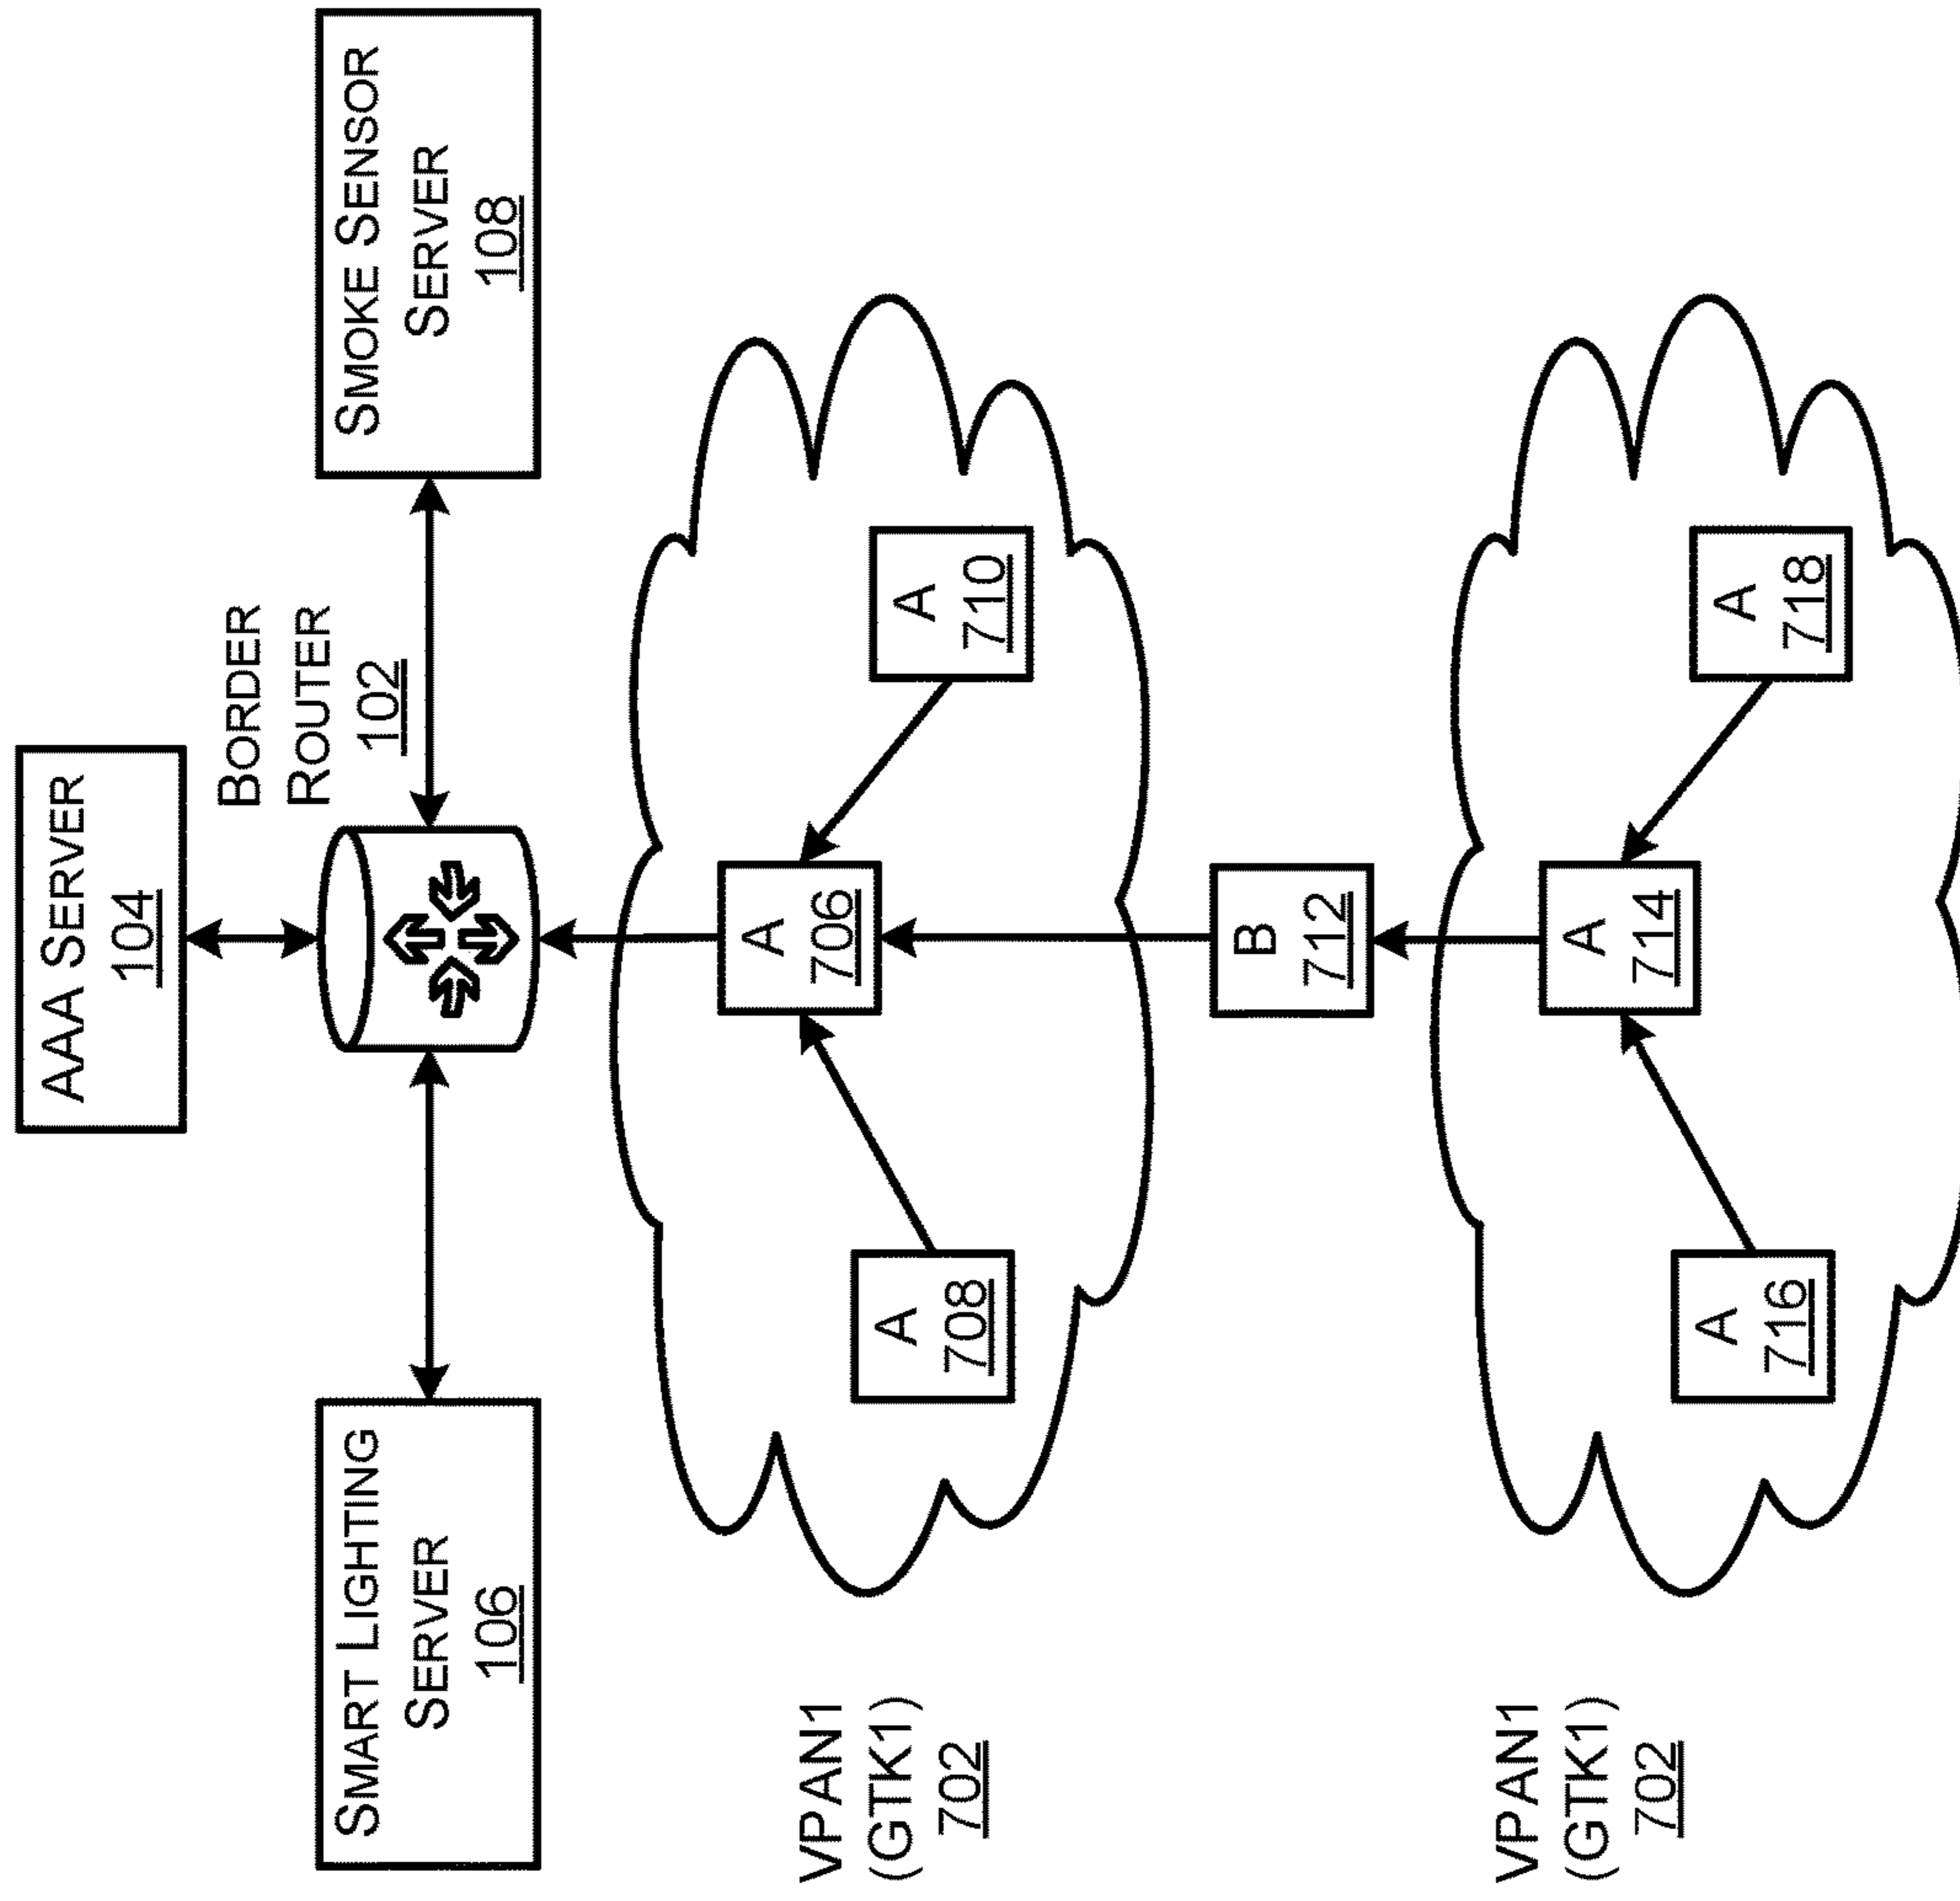 AAA SERVER
104
BORDER
ROUTER
102
SMART LIGHTING
SERVER
106
SMOKE SENSOR
SERVER
108
VPAN1
(GTK1)
702
A
706
A
708
A
710
B
712
VPAN1
(GTK1)
702
A
714
A
716
A
718